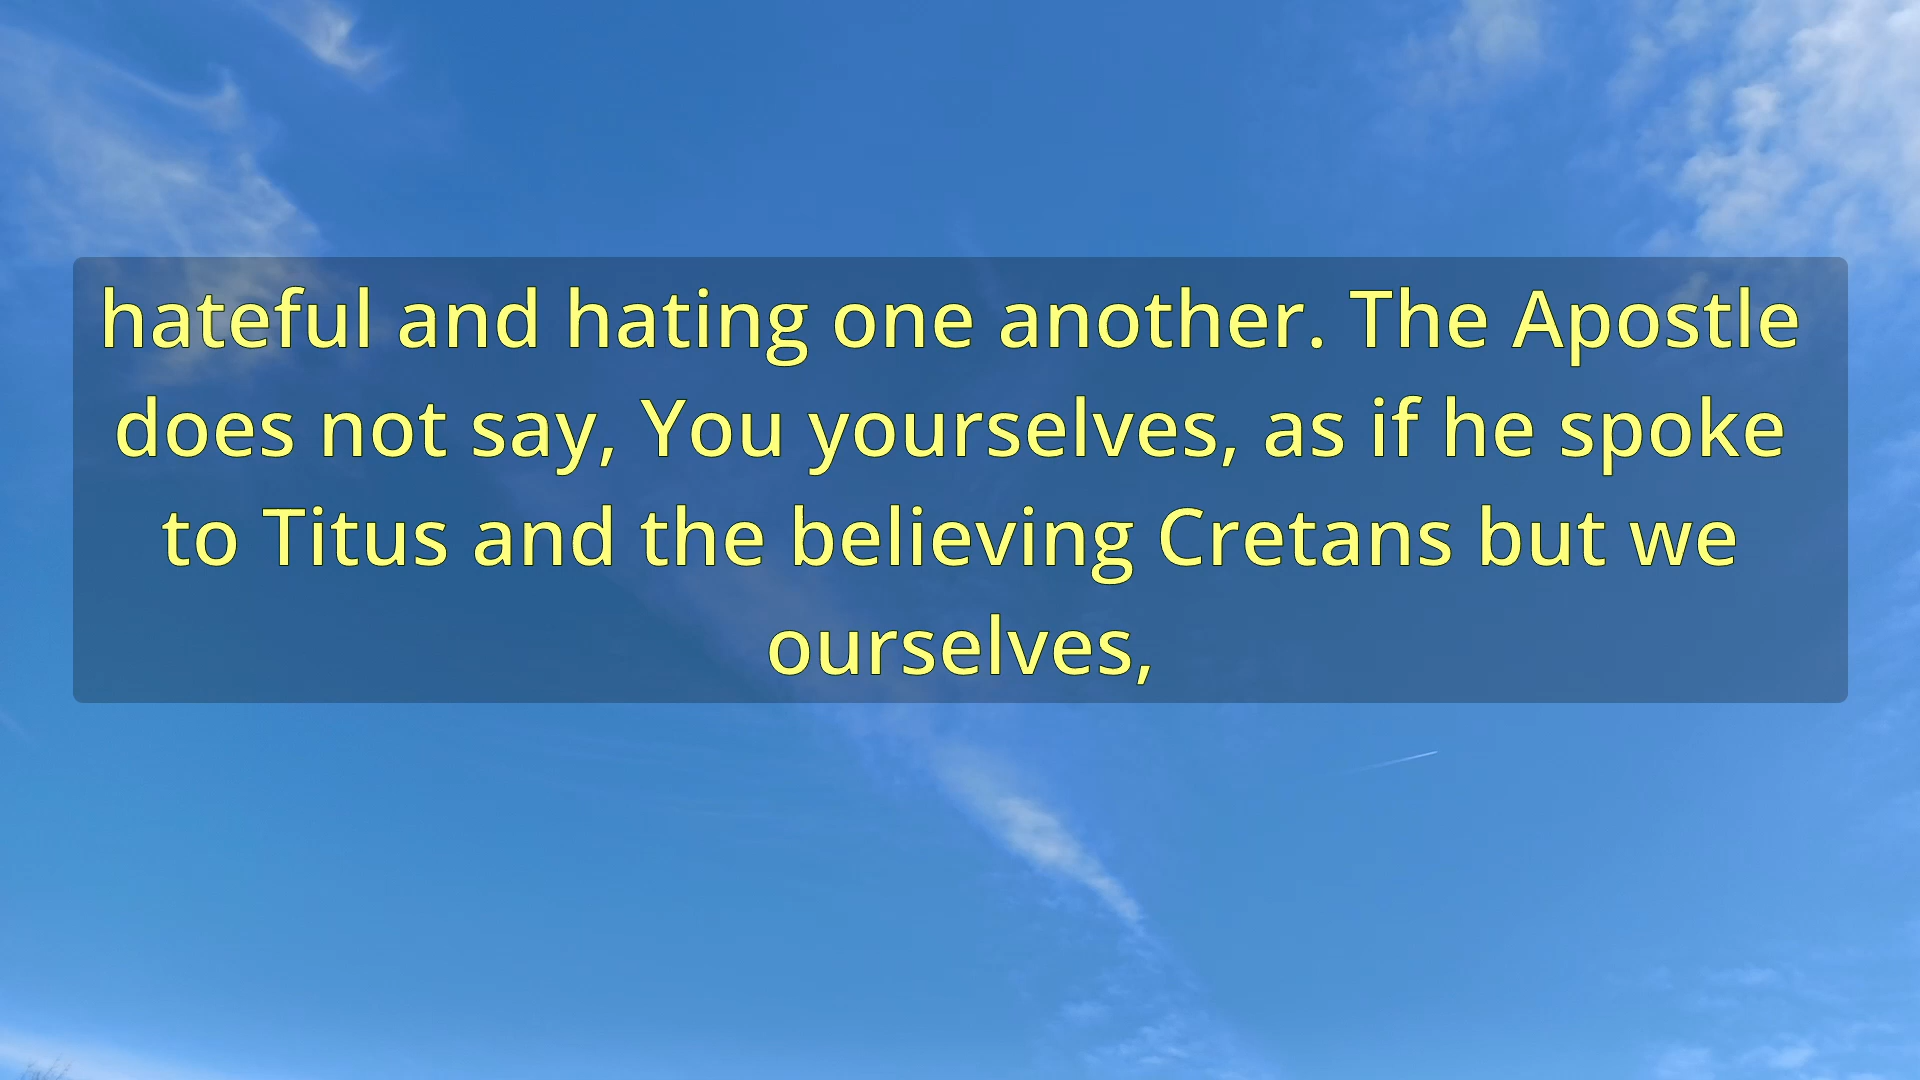 hateful and hating one another. The Apostle
does not say, You yourselves, as if he spoke
to Titus and the believing Cretans but we
ourselves,